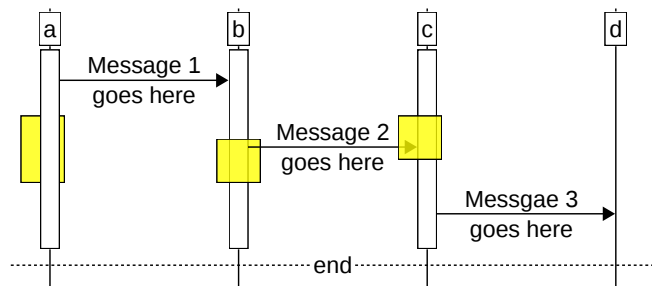 a
b
c
d
Message 1
goes here
Message 2
goes here
Messgae 3
goes here
end